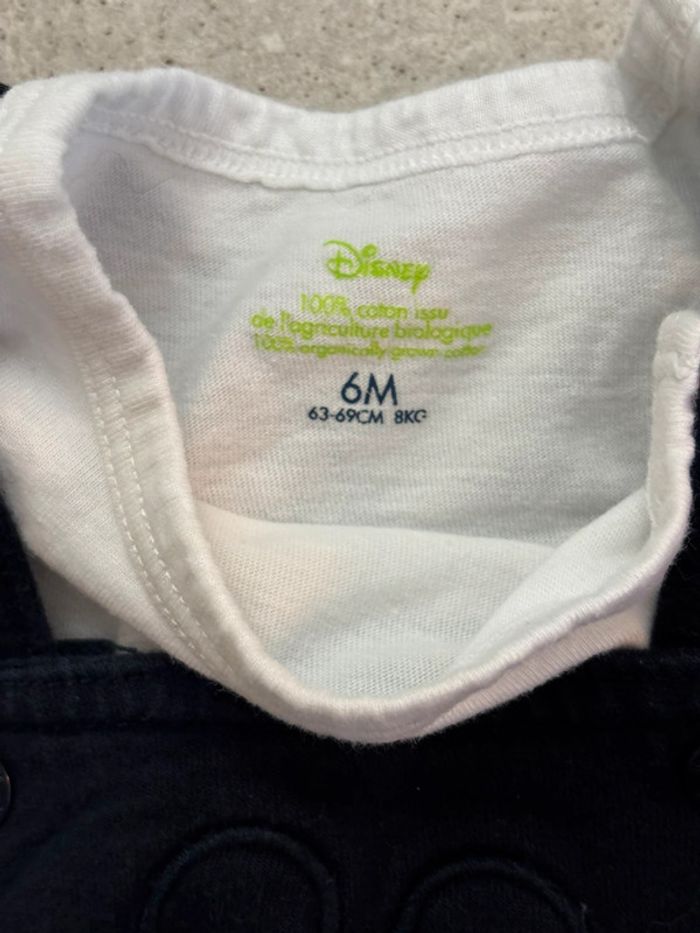 Disney
100% coton issu
de l'agriculture biologique
100% organically grown cotton
6M
63-69CM 8KG